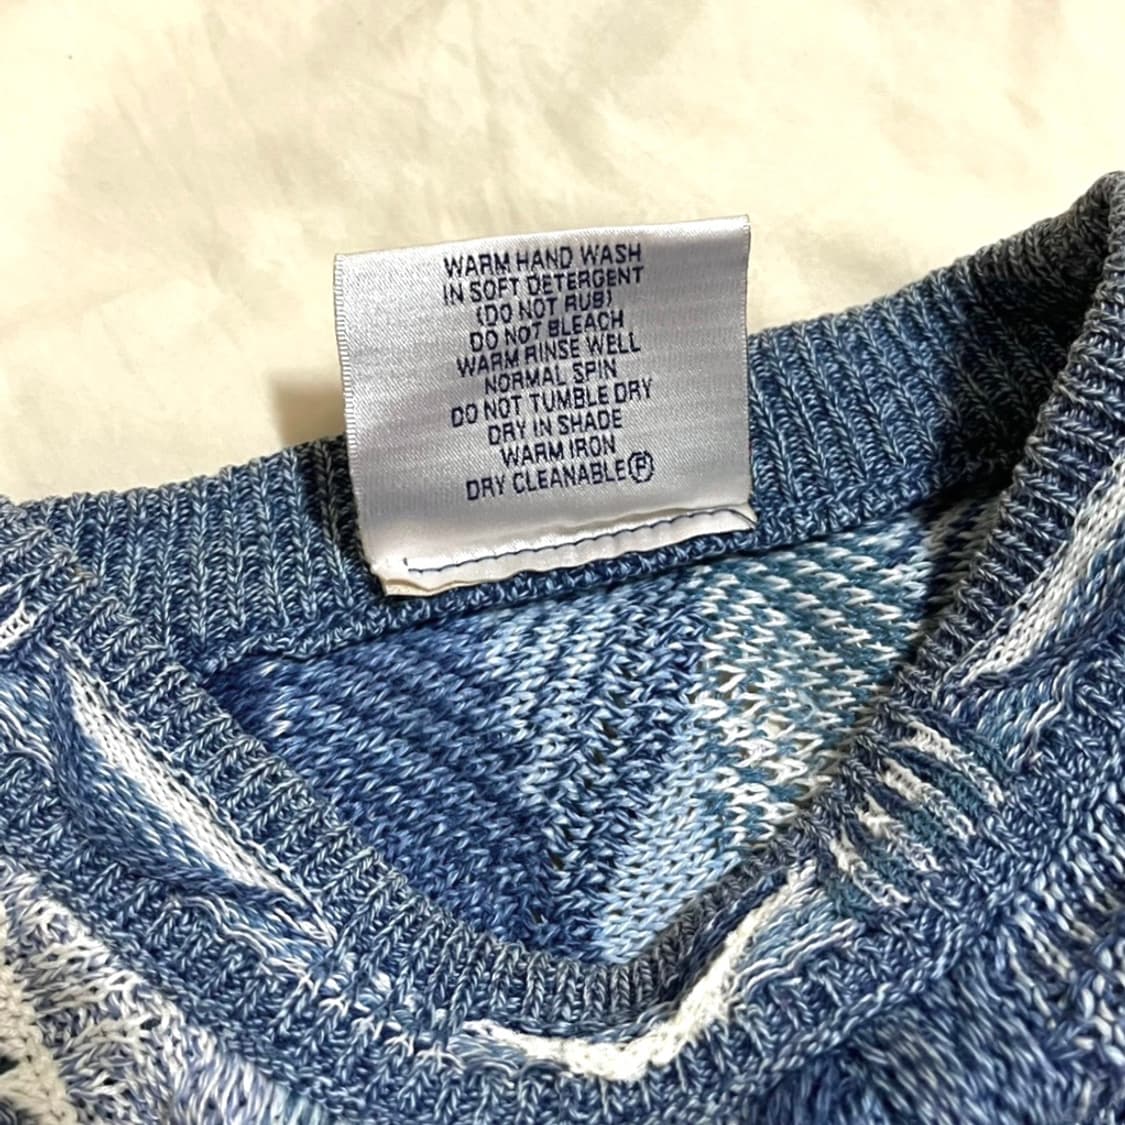 WARM HAND WASH
IN SOFT DETERGENT
(DO NOT RUB)
DO NOT BLEACH
WARM RINSE WELL
NORMAL SPIN
DO NOT TUMBLE DRY
DRY IN SHADE
WARM IRON
DRY CLEANABLE Ⓟ